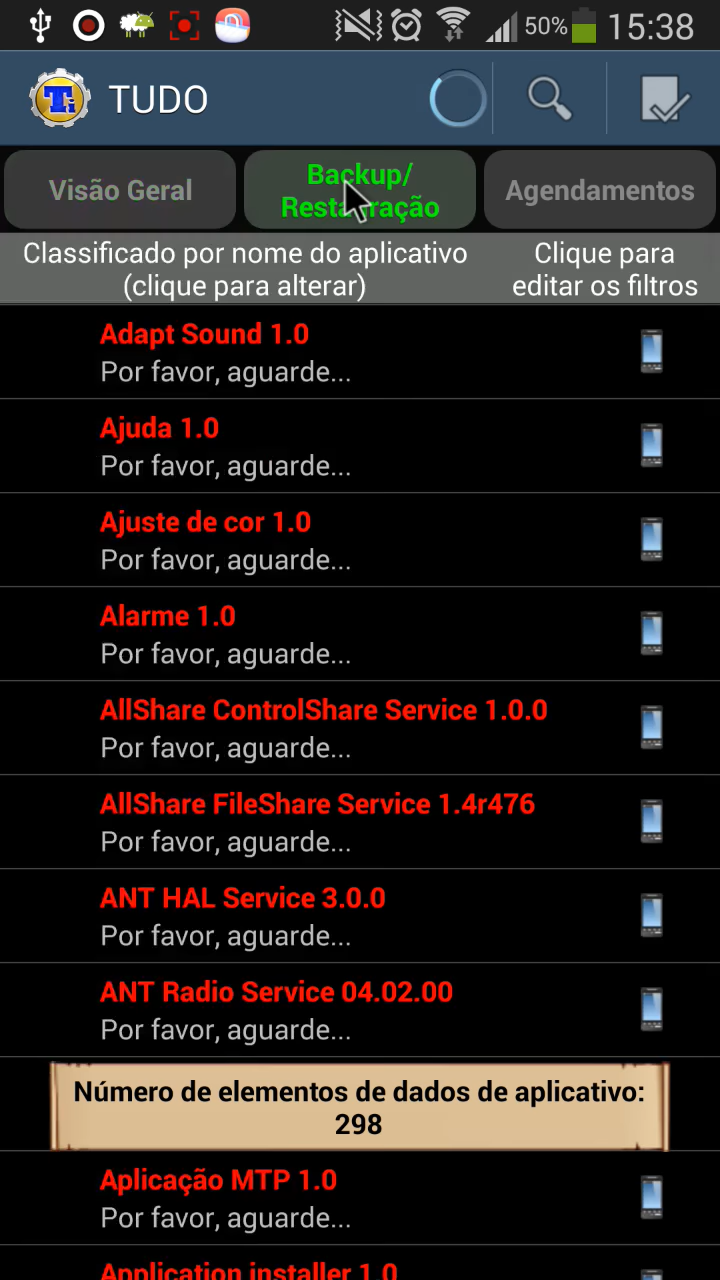 50% 15:38
TUDO
Visão Geral
Backup/
Restauração
Agendamentos
Classificado por nome do aplicativo
(clique para alterar)
Clique para
editar os filtros
Adapt Sound 1.0
Por favor, aguarde...
Ajuda 1.0
Por favor, aguarde...
Ajuste de cor 1.0
Por favor, aguarde...
Alarme 1.0
Por favor, aguarde...
AllShare ControlShare Service 1.0.0
Por favor, aguarde...
AllShare FileShare Service 1.4r476
Por favor, aguarde...
ANT HAL Service 3.0.0
Por favor, aguarde...
ANT Radio Service 04.02.00
Por favor, aguarde...
Número de elementos de dados de aplicativo:
298
Aplicação MTP 1.0
Por favor, aguarde...
Application installer 1.0